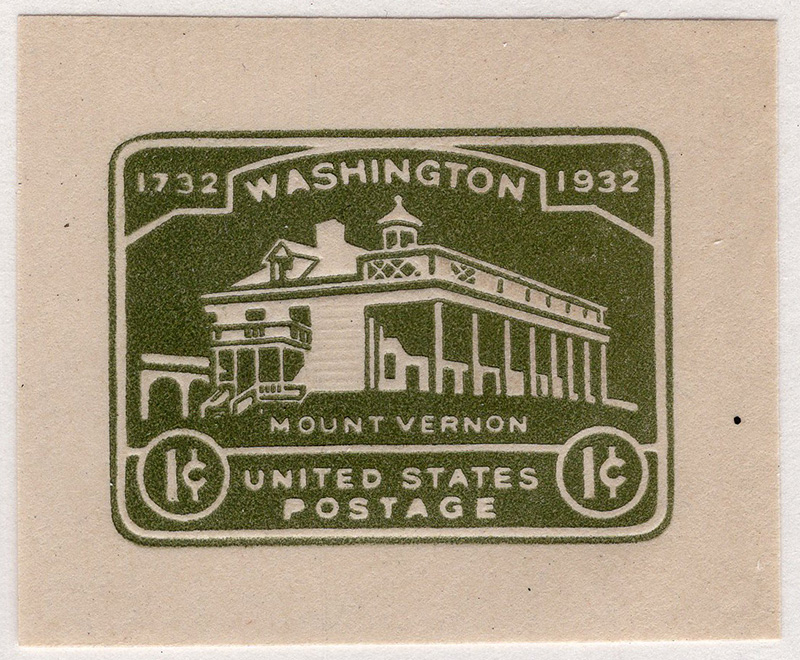 1732 WASHINGTON 1932
MOUNT VERNON
1¢ UNITED STATES 1¢
POSTAGE